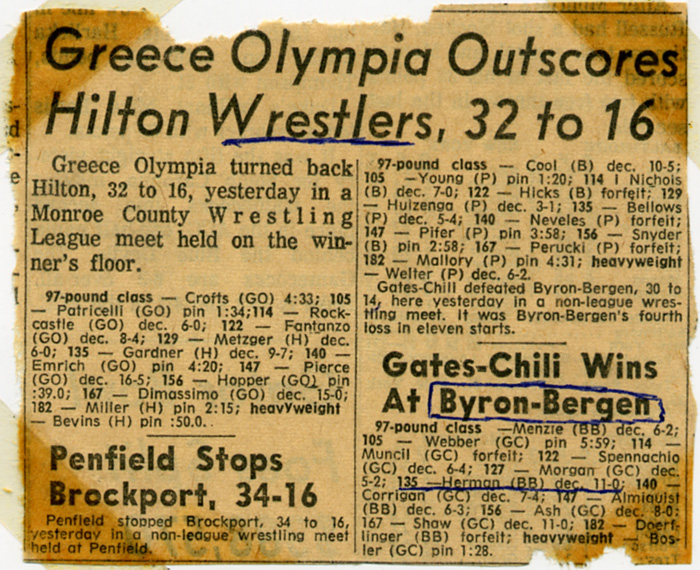 Greece Olympia Outscores
Hilton Wrestlers, 32 to 16
Greece Olympia turned back
Hilton, 32 to 16, yesterday in a
Monroe County Wrestling
League meet held on the win-
ner's floor.
97-pound class — Crofts (GO) 4:33; 105
— Patricelli (GO) pin 1:34;114 — Rock-
castle (GO) dec. 6-0; 122 — Fantanzo
(GO) dec. 8-4; 129 — Metzger (H) dec.
6-0; 135 — Gardner (H) dec. 9-7; 140 —
Emrich (GO) pin 4:20; 147 — Pierce
(GO) dec. 16-5; 156 — Hopper (GO) pin
:39.0; 167 — Dimassimo (GO) dec. 15-0;
182 — Miller (H) pin 2:15; heavyweight
— Bevins (H) pin :50.0.
Penfield Stops
Brockport, 34-16
Penfield stopped Brockport, 34 to 16,
yesterday in a non-league wrestling meet
held at Penfield.
97-pound class — Cool (B) dec. 10-5;
105 —Young (P) pin 1:20; 114 I Nichols
(B) dec. 7-0; 122 — Hicks (B) forfeit; 129
— Huizenga (P) dec. 3-1; 135 — Bellows
(P) dec. 5-4; 140 — Neveles (P) forfeit;
147 — Pifer (P) pin 3:58; 156 — Snyder
(B) pin 2:58; 167 — Perucki (P) forfeit;
182 — Mallory (P) pin 4:31; heavyweight
— Welter (P) dec. 6-2.
Gates-Chili defeated Byron-Bergen, 30 to
14, here yesterday in a non-league wres-
tling meet. It was Byron-Bergen's fourth
loss in eleven starts.
Gates-Chili Wins
At Byron-Bergen
97-pound class —Menzie (BB) dec. 6-2;
105 — Webber (GC) pin 5:59; 114 —
Muncil (GC) forfeit; 122 — Spennachio
(GC) dec. 6-4; 127 — Morgan (GC) dec.
5-2; 135 —Herman (BB) dec. 11-0; 140 —
Corrigan (GC) dec. 7-4; 147 — Almiquist
(BB) dec. 6-3; 156 — Ash (GC) dec. 8-0;
167 — Shaw (GC) dec. 11-0; 182 — Doerf-
linger (BB) forfeit; heavyweight — Bos-
ler (GC) pin 1:28.